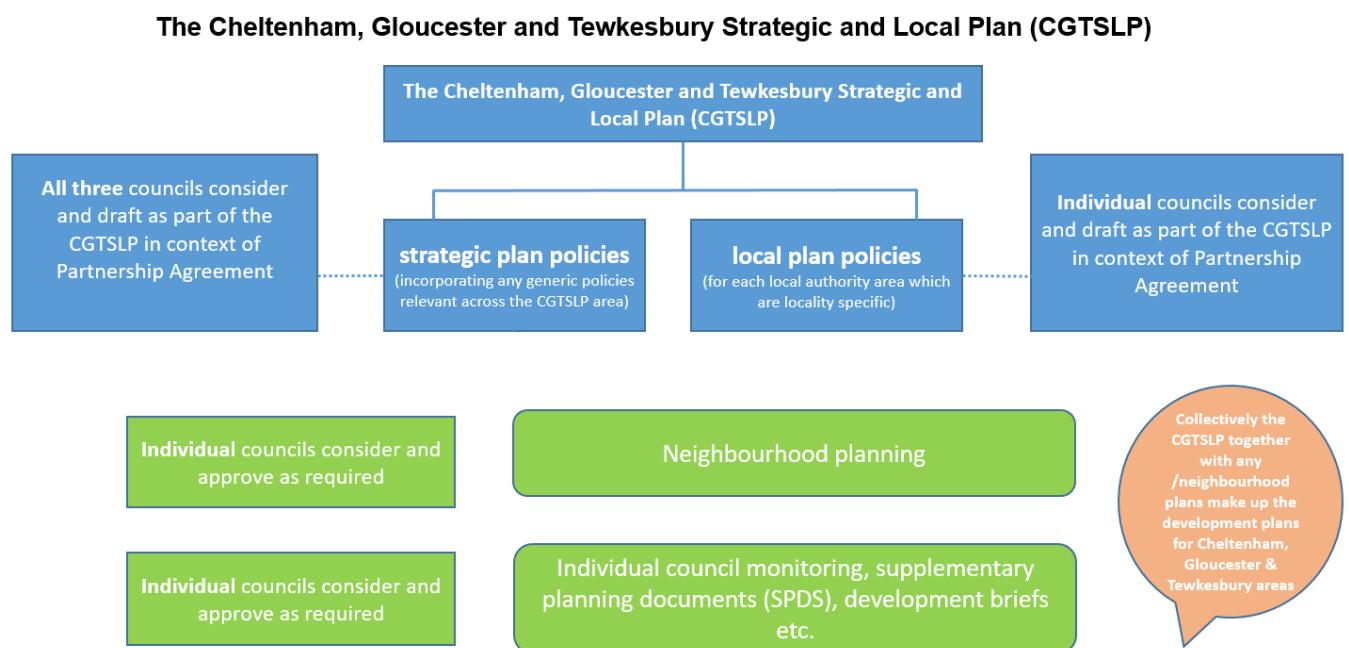 The Cheltenham, Gloucester and Tewkesbury Strategic and Local Plan (CGTSLP)
The Cheltenham, Gloucester and Tewkesbury Strategic and
Local Plan (CGTSLP)
All three councils consider
and draft as part of the
CGTSLP in context of
Partnership Agreement
strategic plan policies
(incorporating any generic policies
relevant across the CGTSLP area)
local plan policies
(for each local authority area which
are locality specific)
Individual councils consider
and draft as part of the CGTSLP
in context of Partnership
Agreement
Individual councils consider and
approve as required
Neighbourhood planning
Collectively the
CGTSLP together
with any
/neighbourhood
plans make up the
development plans
for Cheltenham,
Gloucester &
Tewkesbury areas
Individual councils consider and
approve as required
Individual council monitoring, supplementary
planning documents (SPDS), development briefs
etc.